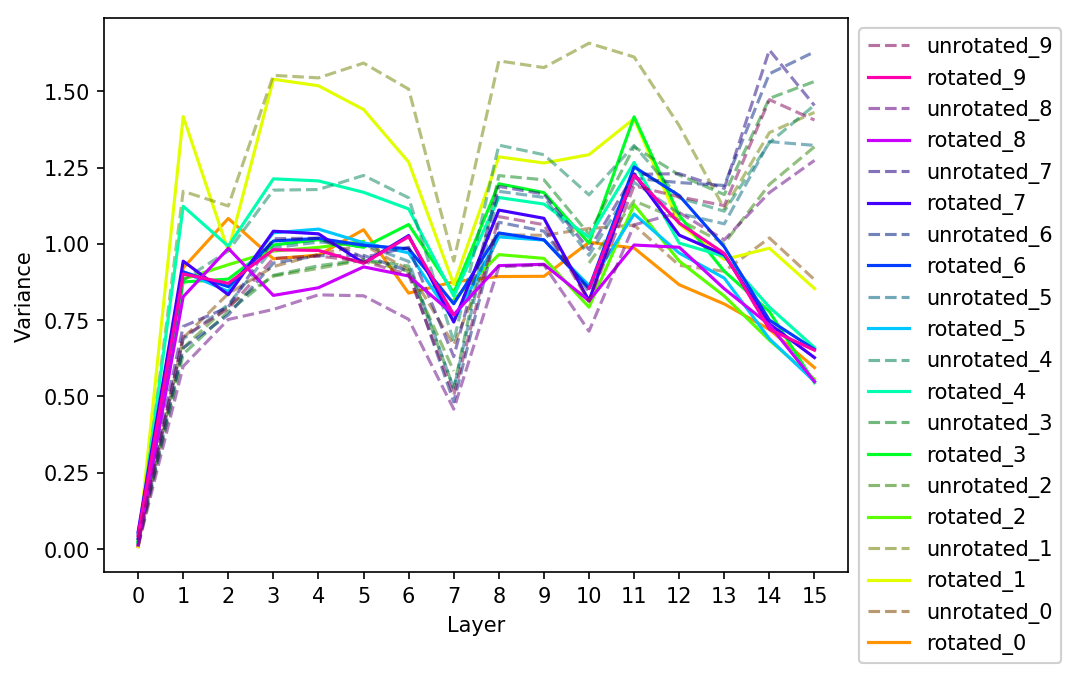 1.50
1.25
1.00
0.75
0.50
0.25
0.00
Variance
0 1 2 3 4 5 6 7 8 9 10 11 12 13 14 15
Layer
unrotated_9
rotated_9
unrotated_8
rotated_8
unrotated_7
rotated_7
unrotated_6
rotated_6
unrotated_5
rotated_5
unrotated_4
rotated_4
unrotated_3
rotated_3
unrotated_2
rotated_2
unrotated_1
rotated_1
unrotated_0
rotated_0